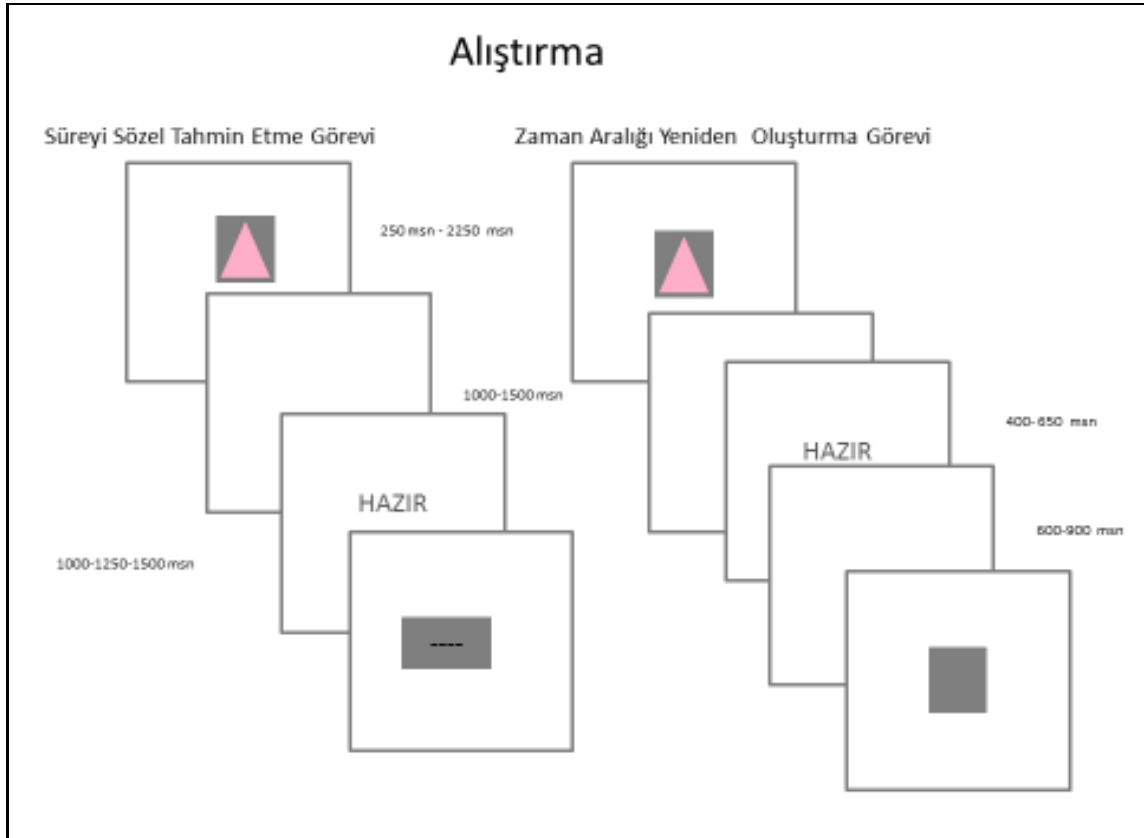 Alıştırma
Süreyi Sözel Tahmin Etme Görevi
250 msn - 2250 msn
1000-1500 msn
HAZIR
1000-1250-1500 msn
----
Zaman Aralığı Yeniden Oluşturma Görevi
400- 650 msn
HAZIR
600-900 msn